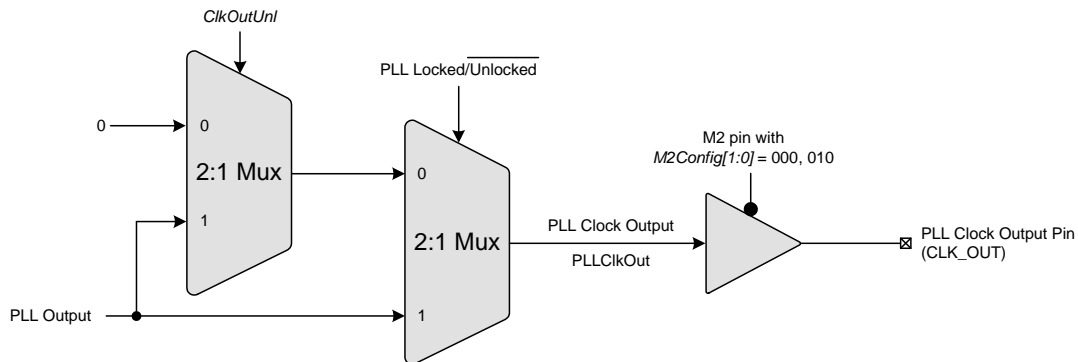 ClkOutUnl
PLL Locked/Unlocked
0
0
2:1 Mux
1
M2 pin with
M2Config[1:0] = 000, 010
0
2:1 Mux
1
PLL Clock Output
PLLClkOut
PLL Clock Output Pin
(CLK_OUT)
PLL Output